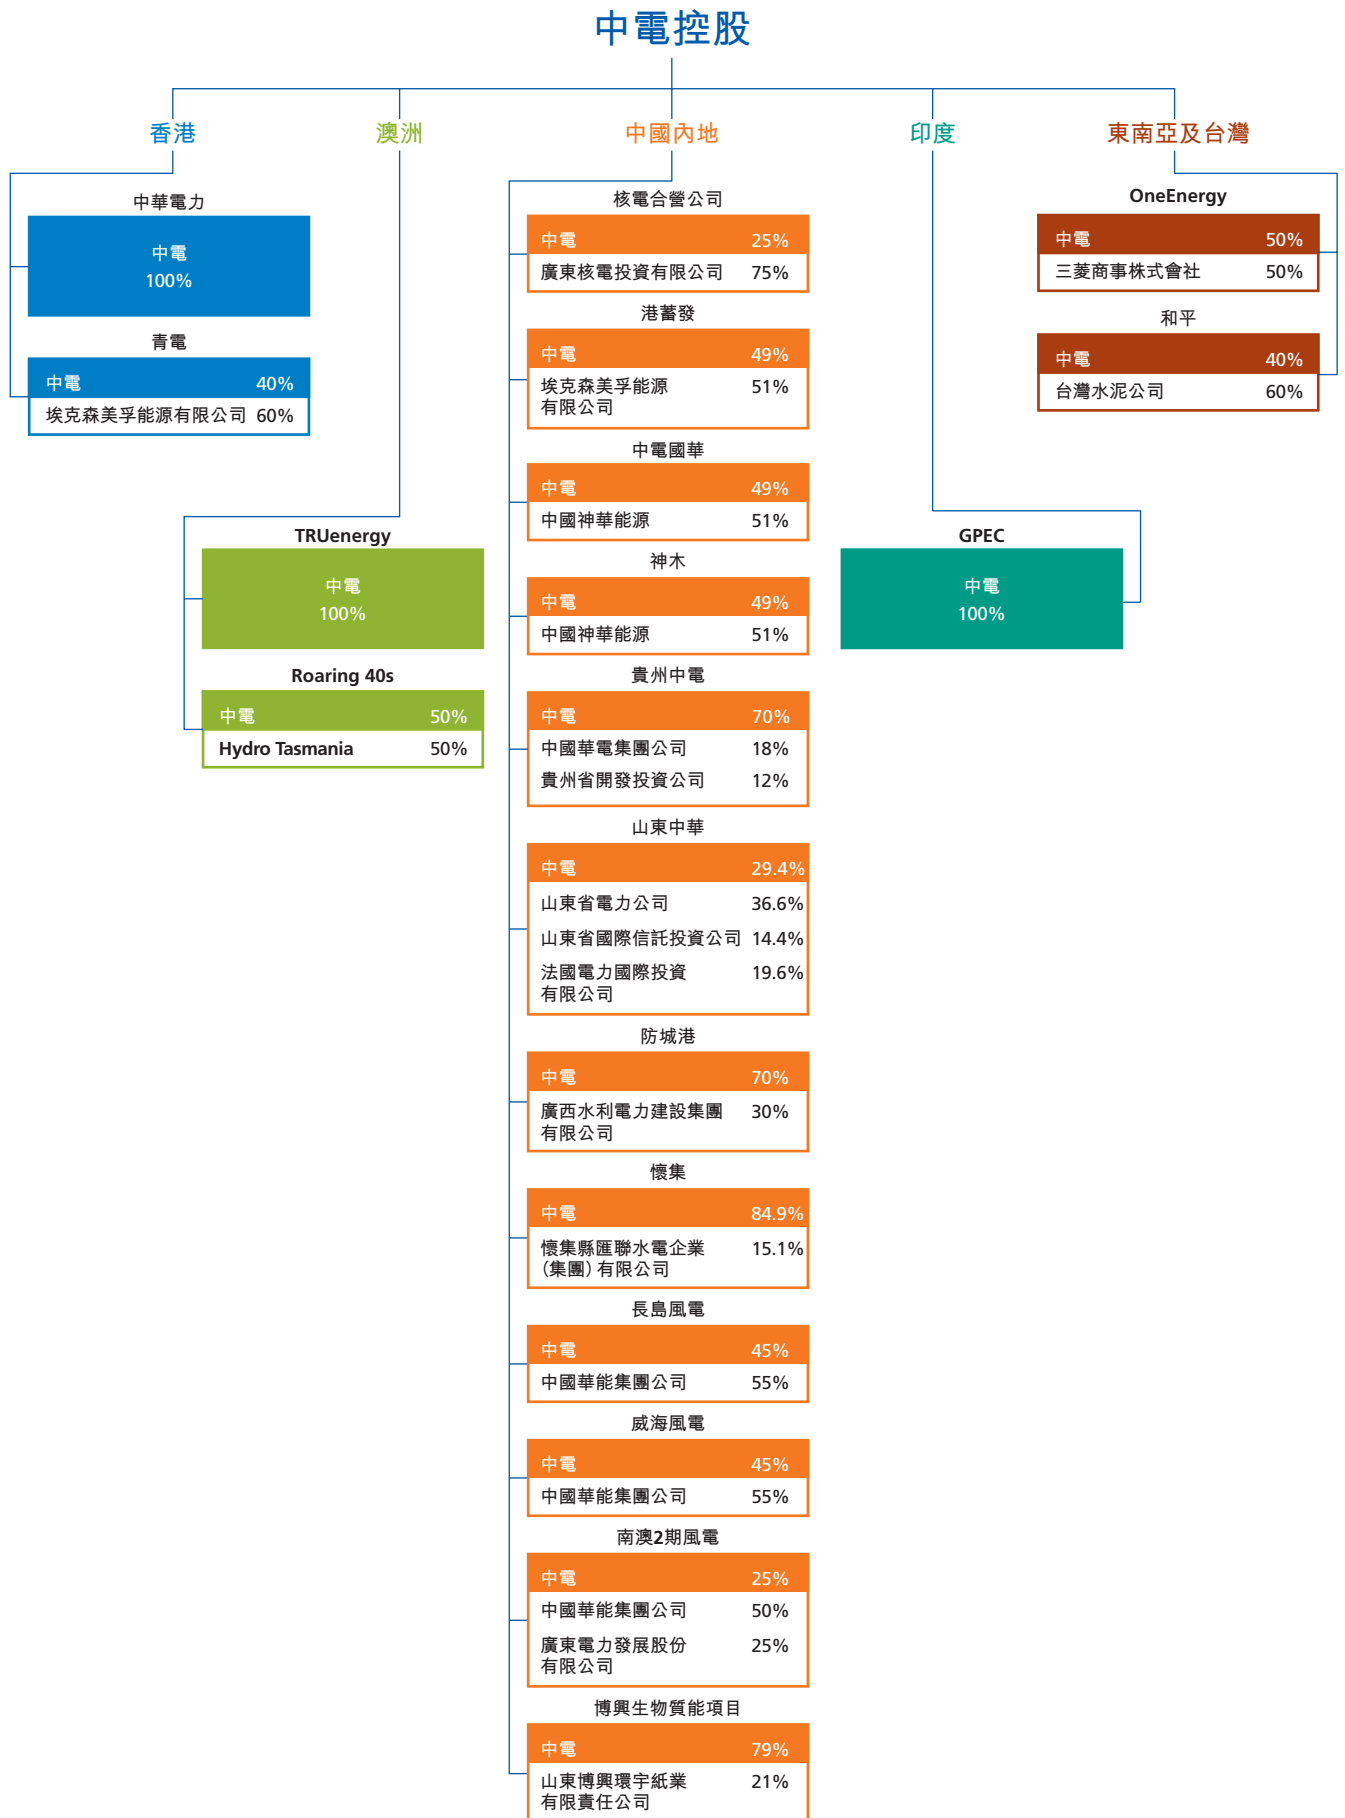 中電控股
香港
澳洲
中國內地
印度
東南亞及台灣
中華電力
中電
100%
青電
中電 40%
埃克森美孚能源有限公司 60%
TRUenergy
中電
100%
Roaring 40s
中電 50%
Hydro Tasmania 50%
核電合營公司
中電 25%
廣東核電投資有限公司 75%
港蓄發
中電 49%
埃克森美孚能源 51%
有限公司
中電國華
中電 49%
中國神華能源 51%
神木
中電 49%
中國神華能源 51%
貴州中電
中電 70%
中國華電集團公司 18%
貴州省開發投資公司 12%
山東中華
中電 29.4%
山東省電力公司 36.6%
山東省國際信託投資公司 14.4%
法國電力國際投資 19.6%
有限公司
防城港
中電 70%
廣西水利電力建設集團 30%
有限公司
懷集
中電 84.9%
懷集縣匯聯水電企業 15.1%
（集團）有限公司
長島風電
中電 45%
中國華能集團公司 55%
威海風電
中電 45%
中國華能集團公司 55%
南澳2期風電
中電 25%
中國華能集團公司 50%
廣東電力發展股份 25%
有限公司
博興生物質能項目
中電 79%
山東博興環宇紙業 21%
有限責任公司
GPEC
中電
100%
OneEnergy
中電 50%
三菱商事株式會社 50%
和平
中電 40%
台灣水泥公司 60%